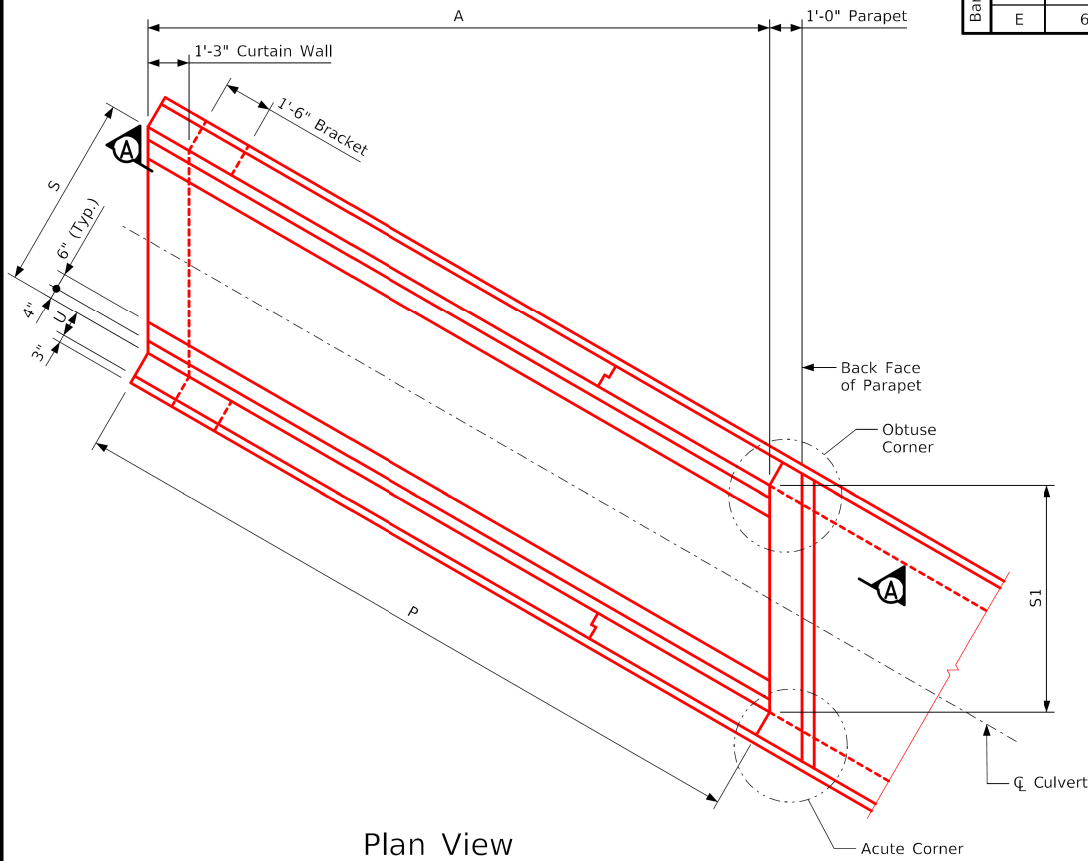 A
1'-0" Parapet
Bar
E 6
1'-3" Curtain Wall
1'-6" Bracket
A
S
6" (Typ.)
4"
U
3"
Back Face
of Parapet
Obtuse
Corner
A
S1
P
℄ Culvert
Plan View
Acute Corner